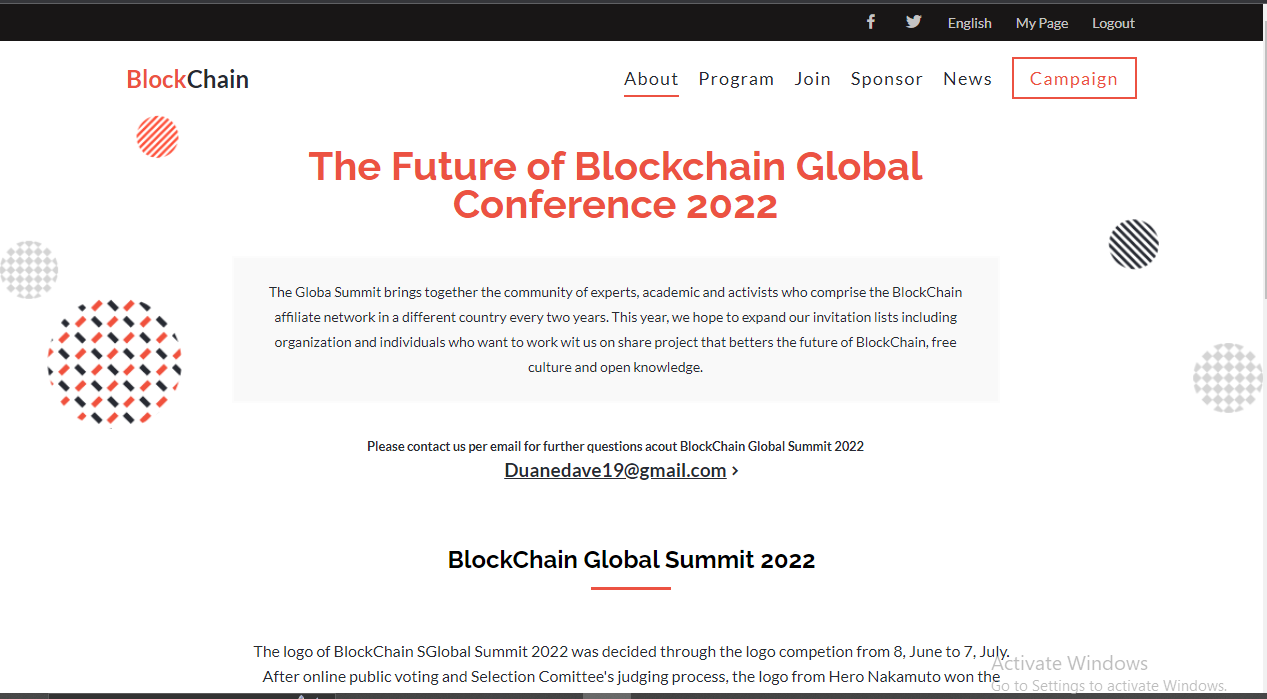 English My Page Logout
BlockChain
About Program Join Sponsor News Campaign
The Future of Blockchain Global
Conference 2022
The Globa Summit brings together the community of experts, academic and activists who comprise the BlockChain
affiliate network in a different country every two years. This year, we hope to expand our invitation lists including
organization and individuals who want to work wit us on share project that betters the future of BlockChain, free
culture and open knowledge.
Please contact us per email for further questions acout BlockChain Global Summit 2022
Duanedave19@gmail.com >
BlockChain Global Summit 2022
The logo of BlockChain SGlobal Summit 2022 was decided through the logo competion from 8, June to 7, July.
After online public voting and Selection Comittee's judging process, the logo from Hero Nakamuto won the
Activate Windows
Go to Settings to activate Windows.